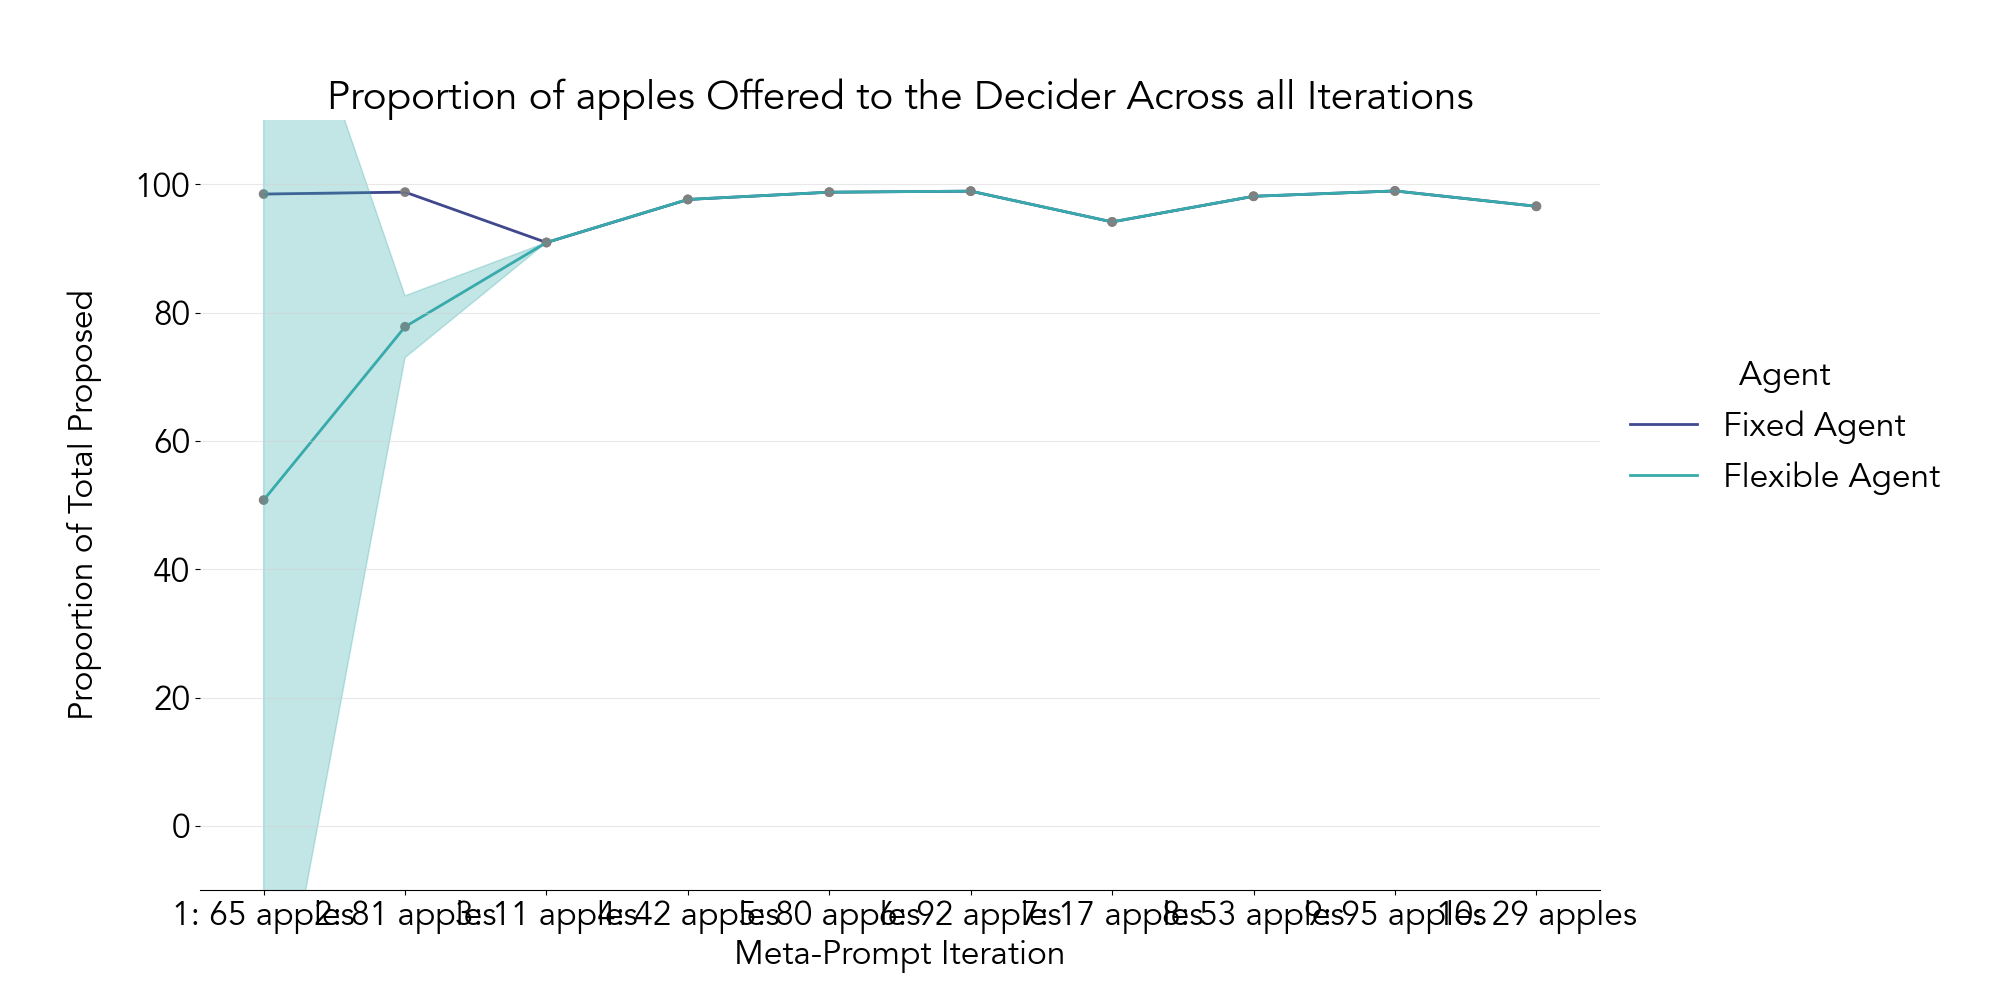 Proportion of apples Offered to the Decider Across all Iterations
Proportion of Total Proposed
100
80
60
40
20
0
1: 65 apples 2: 81 apples 3: 11 apples 4: 42 apples 5: 80 apples 6: 92 apples 7: 17 apples 8: 53 apples 9: 95 apples 10: 29 apples
Meta-Prompt Iteration
Agent
Fixed Agent
Flexible Agent